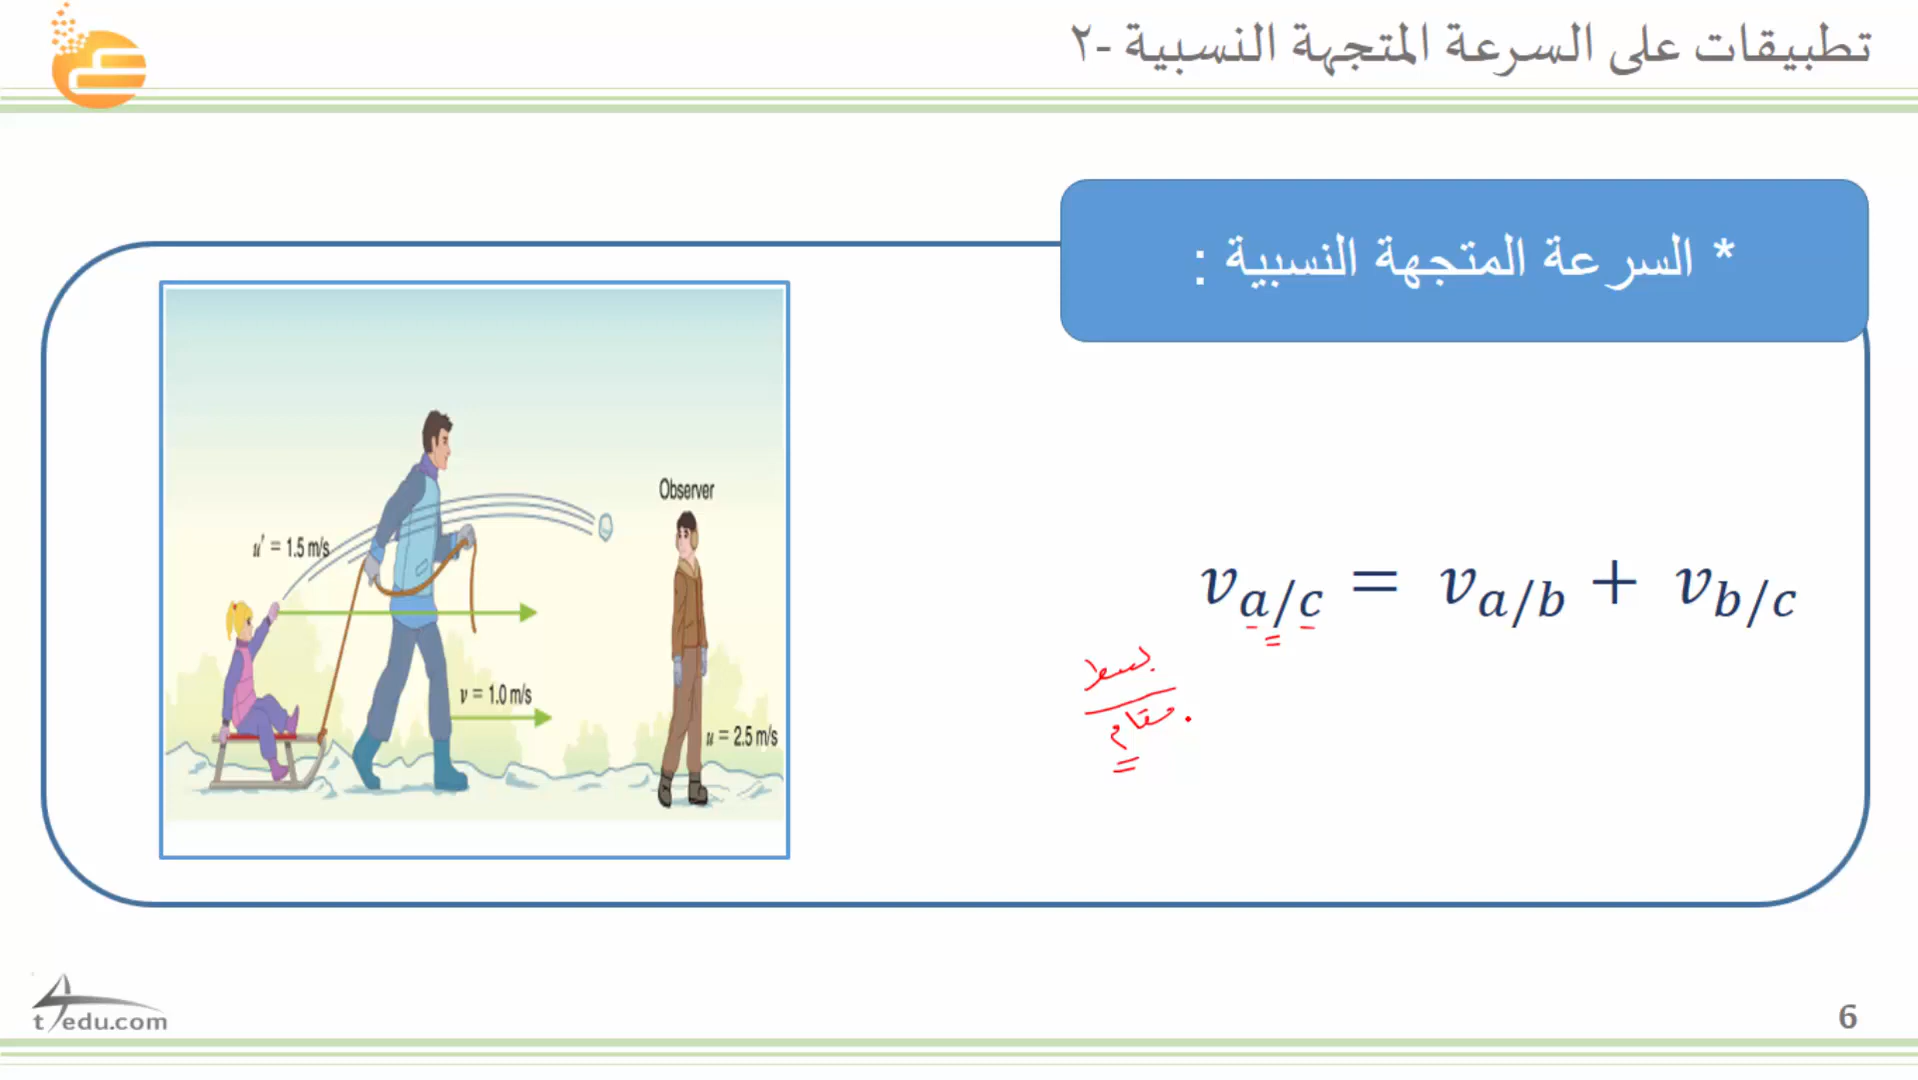 تطبيقات على السرعة المتجهة النسبية -٢
* السرعة المتجهة النسبية :
Observer
u' = 1.5 m/s
v = 1.0 m/s
u = 2.5 m/s
v_{a/c} = v_{a/b} + v_{b/c}
بسط
مقام
t4edu.com
6